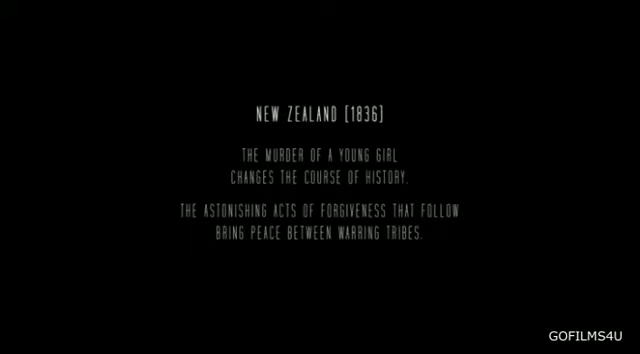 NEW ZEALAND [1836]
THE MURDER OF A YOUNG GIRL
CHANGES THE COURSE OF HISTORY.
THE ASTONISHING ACTS OF FORGIVENESS THAT FOLLOW
BRING PEACE BETWEEN WARRING TRIBES.
GOFILMS4U